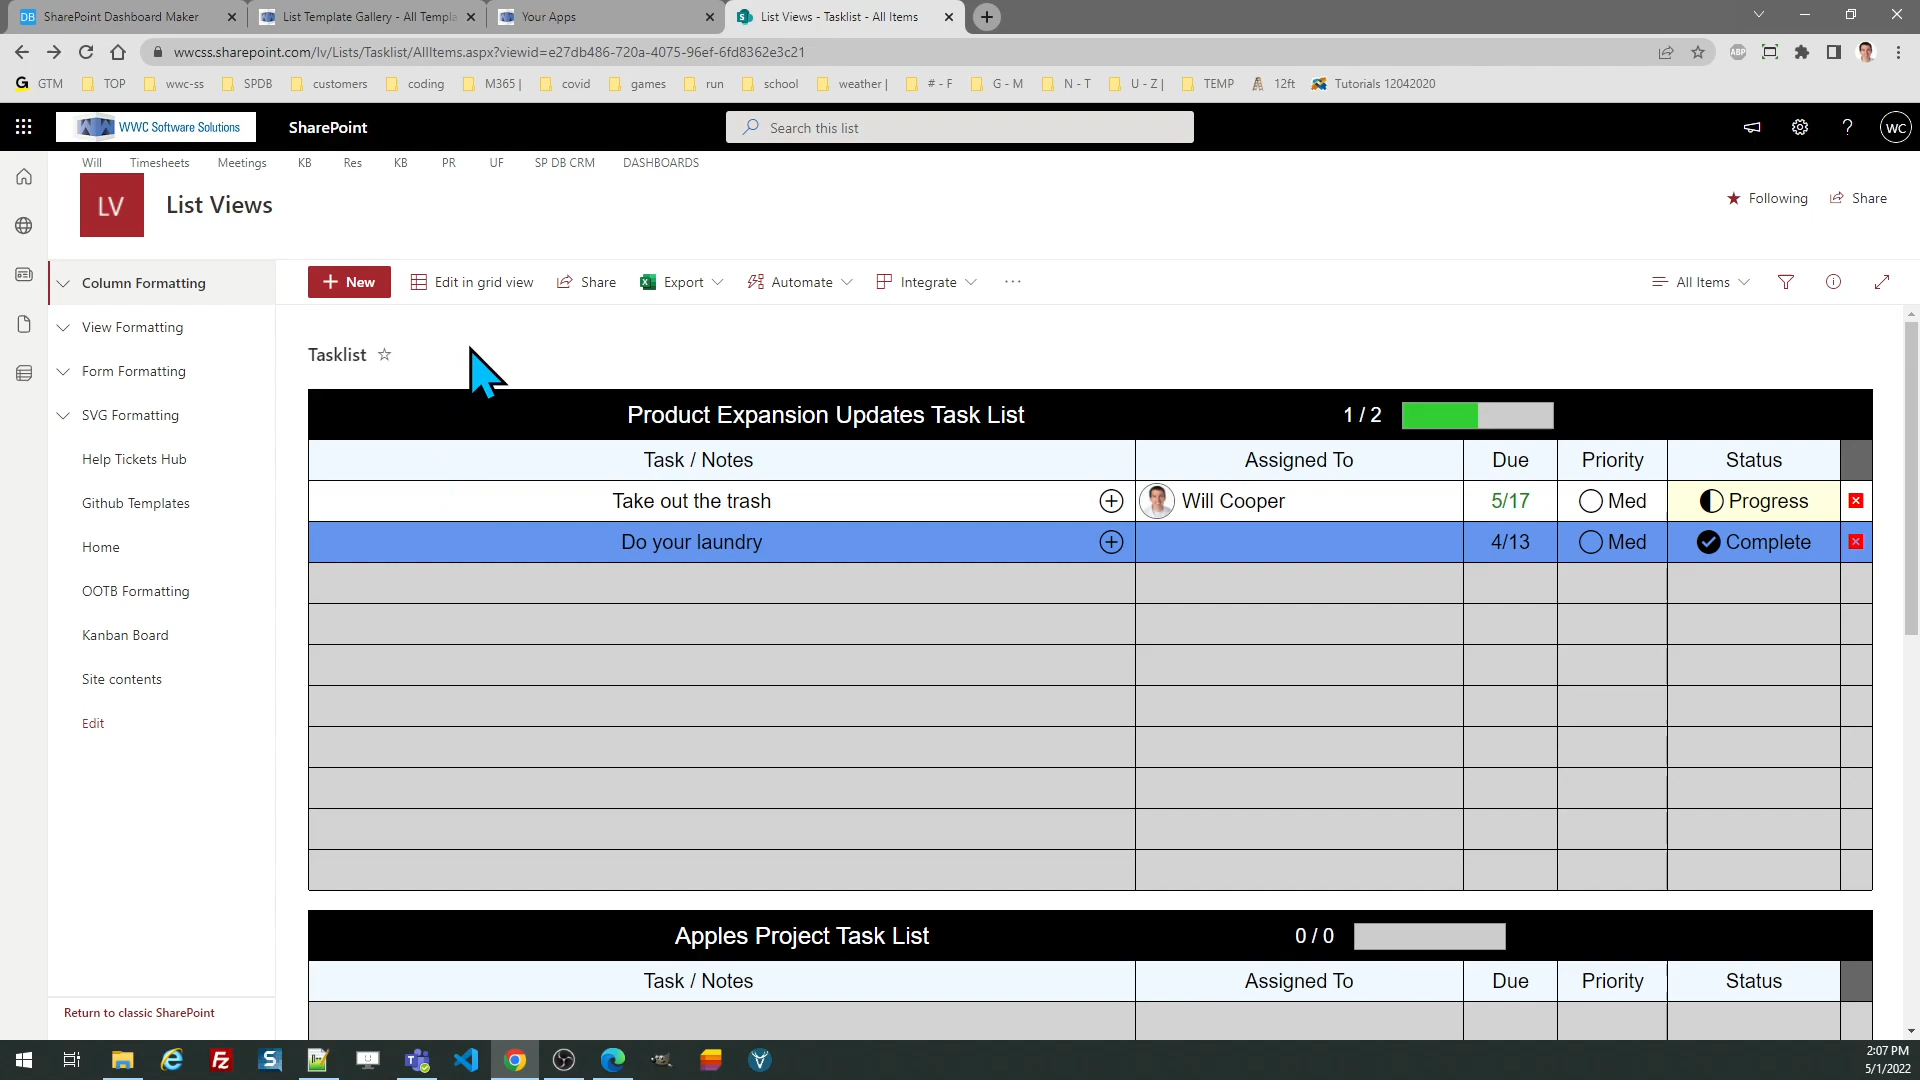 DB SharePoint Dashboard Maker
List Template Gallery - All Templa
Your Apps
List Views - Tasklist - All Items
wwcss.sharepoint.com/lv/Lists/Tasklist/AllItems.aspx?viewid=e27db486-720a-4075-96ef-6fd8362e3c21
ABP
G GTM TOP wwc-ss SPDB customers coding M365 | covid games run school weather | # - F G - M N - T U - Z | TEMP 12ft Tutorials 12042020
WWC Software Solutions SharePoint Search this list ? WC
Will Timesheets Meetings KB Res KB PR UF SP DB CRM DASHBOARDS
LV List Views
Following Share
Column Formatting
View Formatting
Form Formatting
SVG Formatting
Help Tickets Hub
Github Templates
Home
OOTB Formatting
Kanban Board
Site contents
Edit
Return to classic SharePoint
+ New Edit in grid view Share Export Automate Integrate ··· All Items
Tasklist
Product Expansion Updates Task List 1 / 2
Task / Notes Assigned To Due Priority Status
Take out the trash Will Cooper 5/17 Med Progress
Do your laundry 4/13 Med Complete
Apples Project Task List 0 / 0
Task / Notes Assigned To Due Priority Status
2:07 PM
5/1/2022